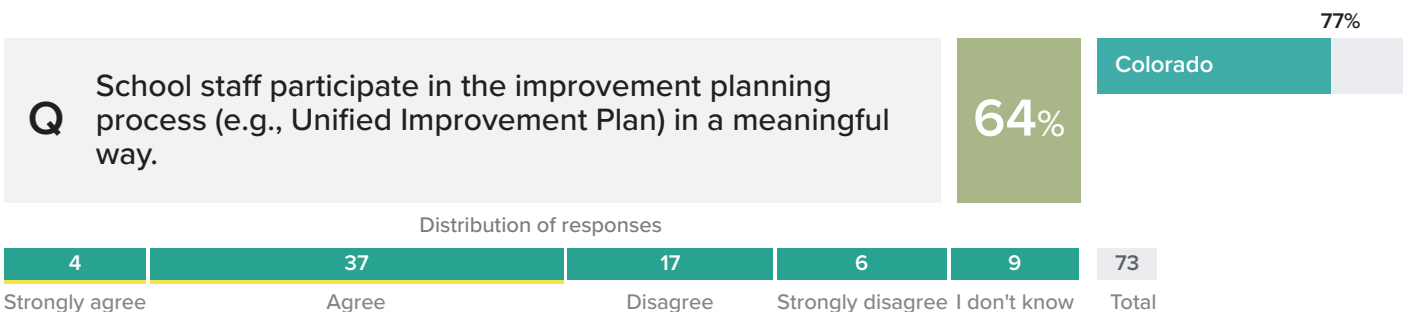 77%
Q
School staff participate in the improvement planning
process (e.g., Unified Improvement Plan) in a meaningful
way.
64%
Colorado
Distribution of responses
4 37 17 6 9 73
Strongly agree Agree Disagree Strongly disagree I don't know Total